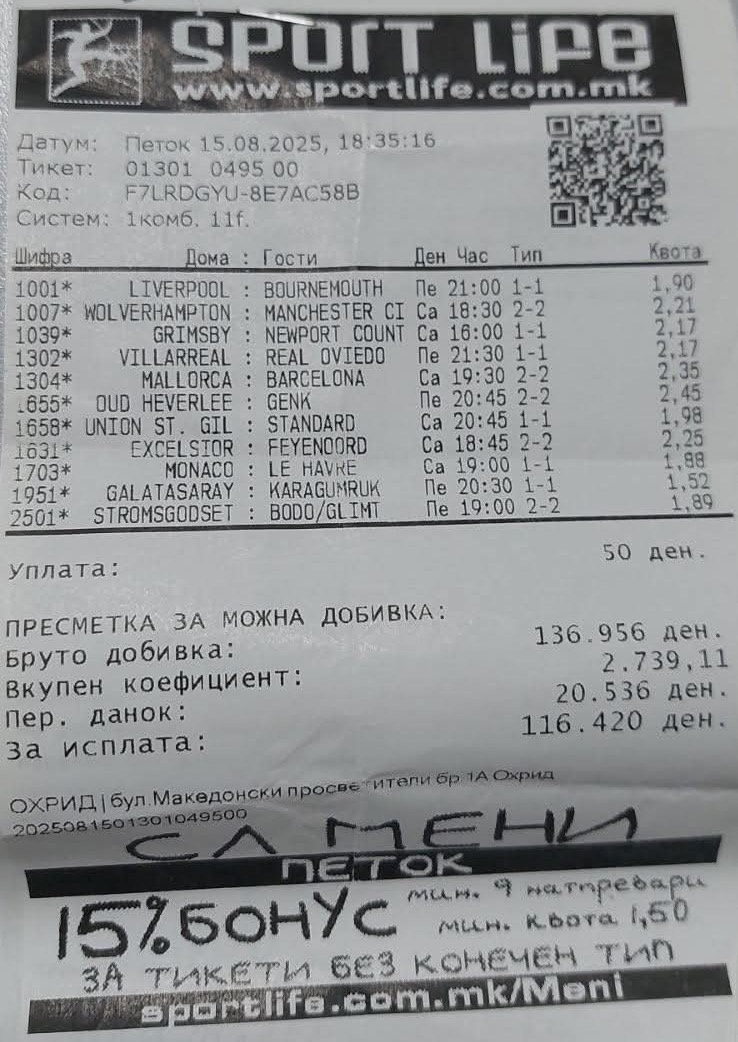 SPORT LiFE
www.sportlife.com.mk
Датум: Петок 15.08.2025, 18:35:16
Тикет: 01301 0495 00
Код: F7LRDGYU-8E7AC58B
Систем: 1комб. 11f.
Шифра Дома : Гости Ден Час Тип Квота
1001* LIVERPOOL : BOURNEMOUTH Пе 21:00 1-1 1,90
1007* WOLVERHAMPTON : MANCHESTER CI Са 18:30 2-2 2,21
1039* GRIMSBY : NEWPORT COUNT Са 16:00 1-1 2,17
1302* VILLARREAL : REAL OVIEDO Пе 21:30 1-1 2,17
1304* MALLORCA : BARCELONA Са 19:30 2-2 2,35
1655* OUD HEVERLEE : GENK Пе 20:45 2-2 2,45
1658* UNION ST. GIL : STANDARD Са 20:45 1-1 1,98
1631* EXCELSIOR : FEYENOORD Са 18:45 2-2 2,25
1703* MONACO : LE HAVRE Са 19:00 1-1 1,88
1951* GALATASARAY : KARAGUMRUK Пе 20:30 1-1 1,52
2501* STROMSGODSET : BODO/GLIMT Пе 19:00 2-2 1,89
Уплата: 50 ден.
ПРЕСМЕТКА ЗА МОЖНА ДОБИВКА:
Бруто добивка: 136.956 ден.
Вкупен коефициент: 2.739,11
Пер. данок: 20.536 ден.
За исплата: 116.420 ден.
ОХРИД|бул.Македонски просветители бр 1А Охрид
2025081501301049500
СЛ МЕНИ
ПЕТОК
15% БОНУС мин. 9 натпревари
мин. квота 1,50
ЗА ТИКЕТИ БЕЗ КОНЕЧЕН ТИП
sportlife.com.mk/Meni